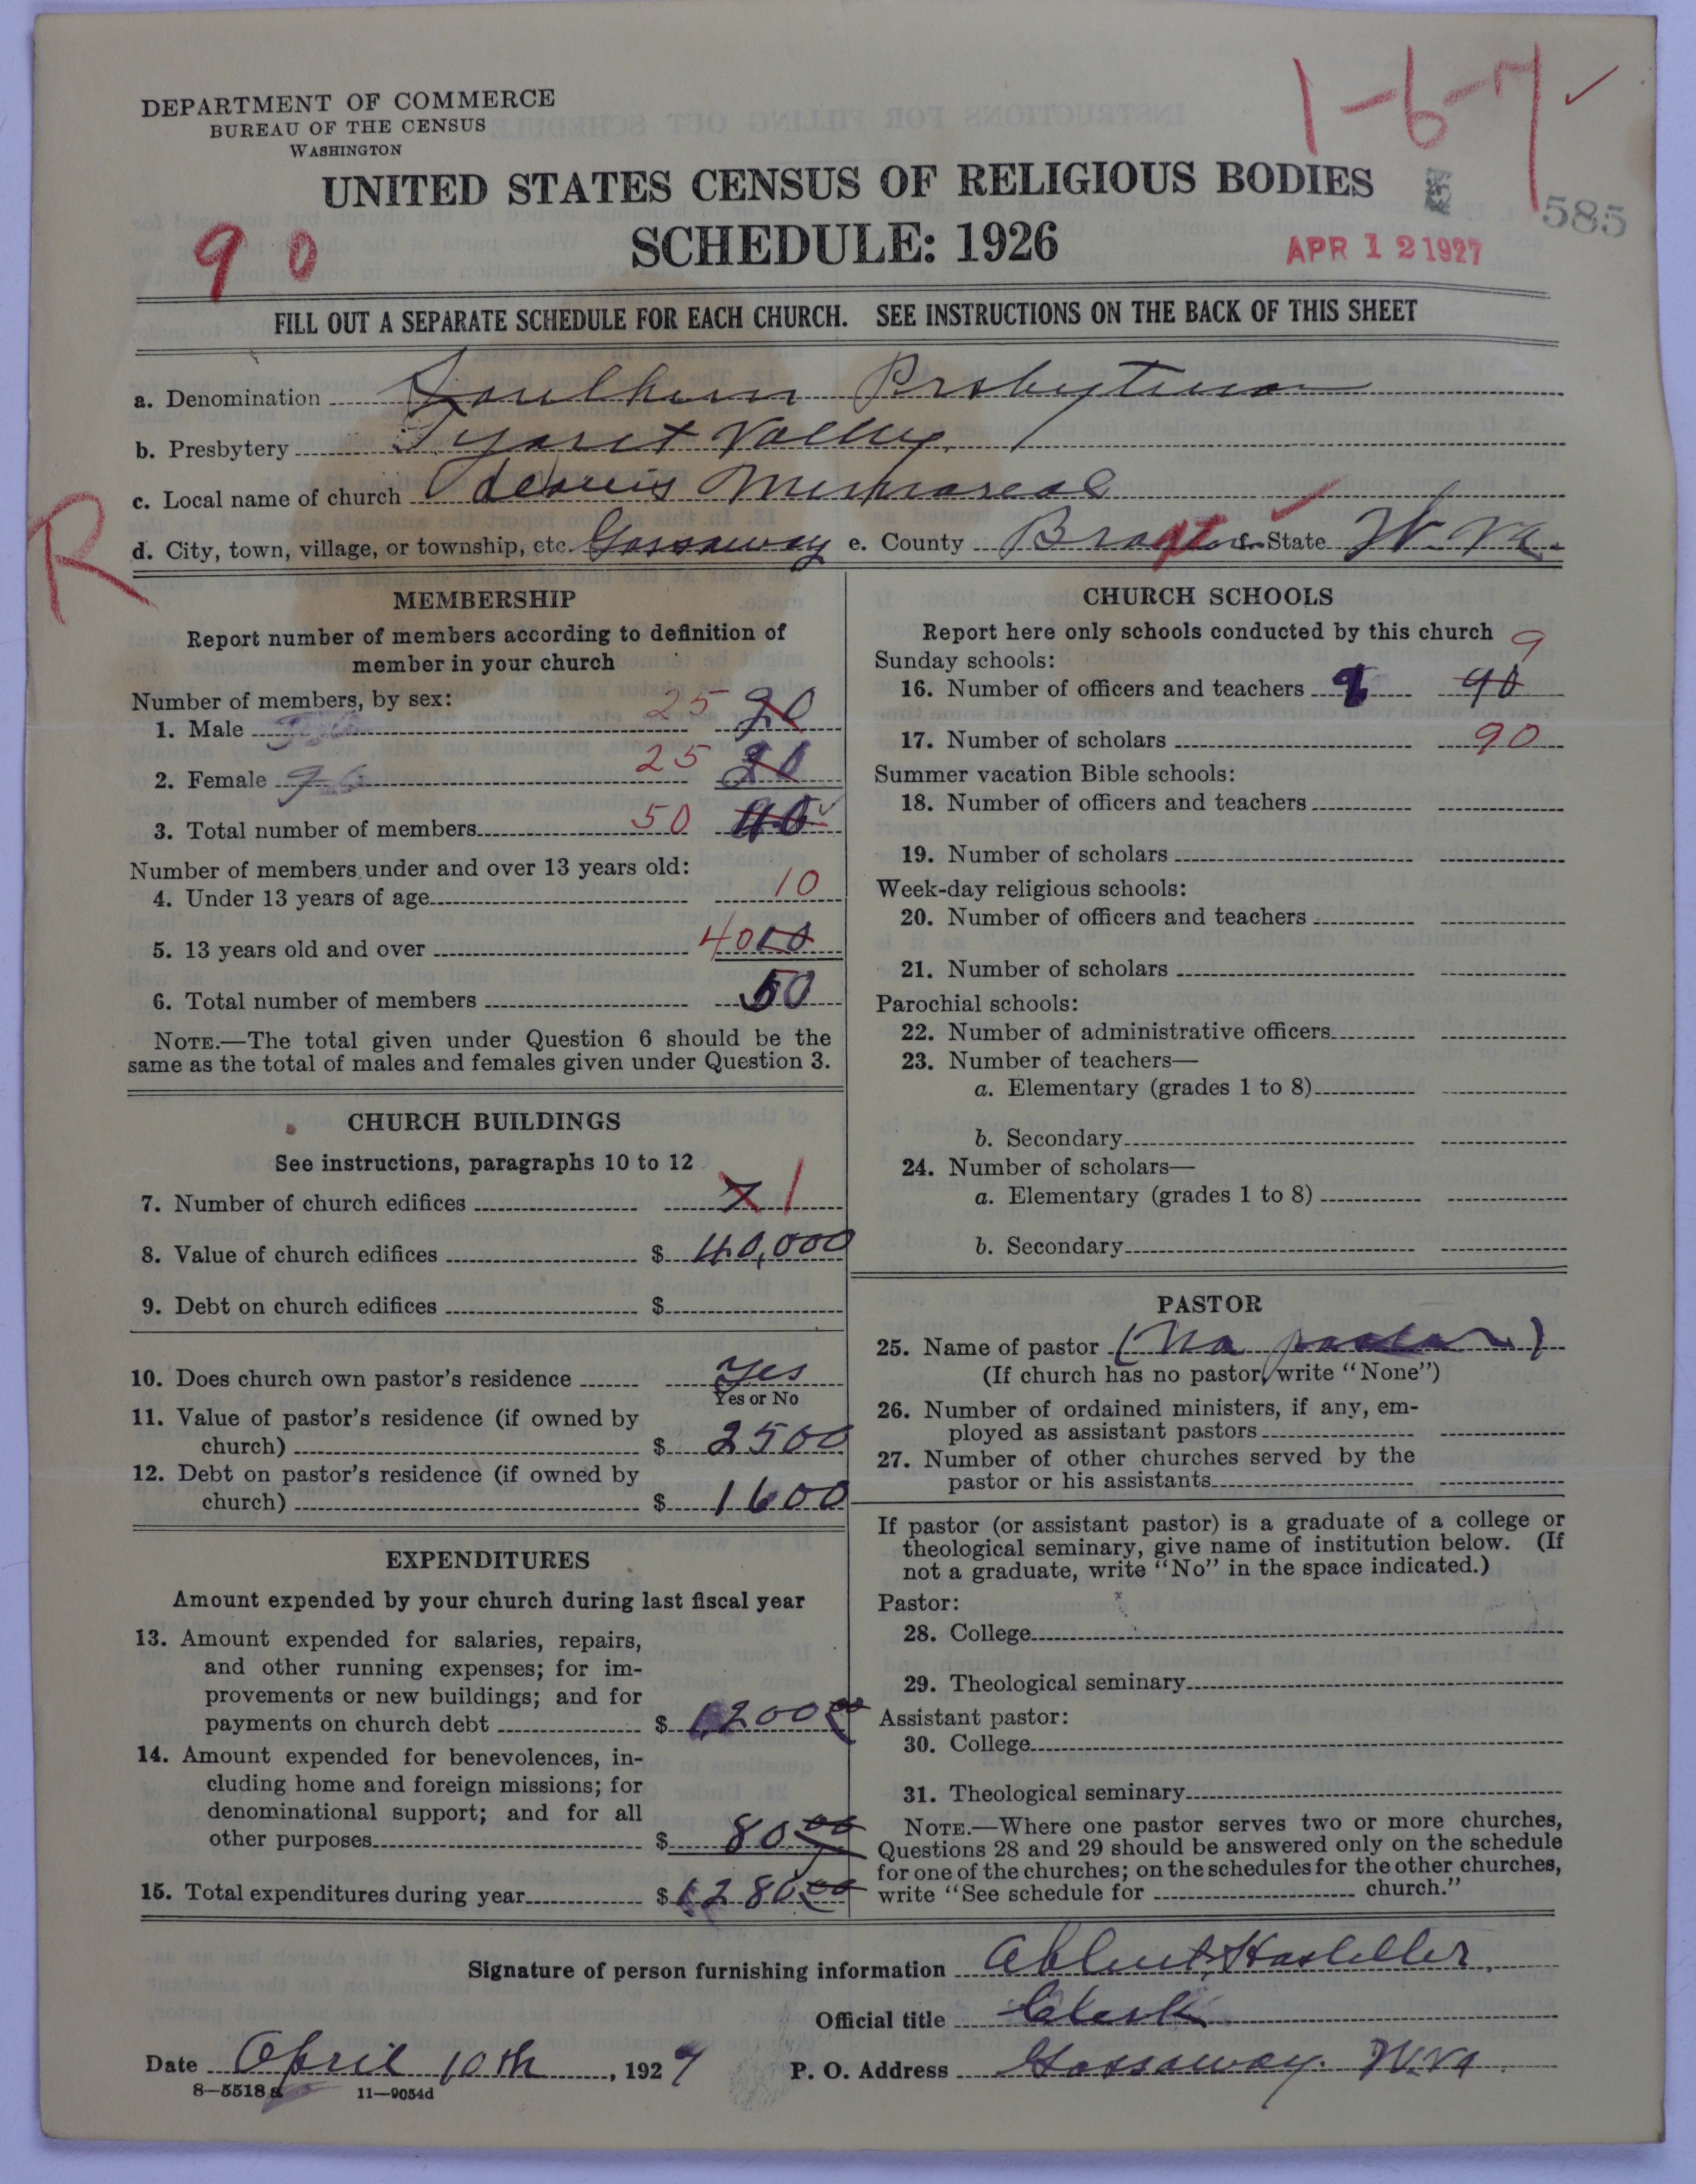 DEPARTMENT OF COMMERCE
BUREAU OF THE CENSUS
WASHINGTON
1-6-7 ✓
UNITED STATES CENSUS OF RELIGIOUS BODIES
SCHEDULE: 1926
585
90
APR 12 1927
FILL OUT A SEPARATE SCHEDULE FOR EACH CHURCH. SEE INSTRUCTIONS ON THE BACK OF THIS SHEET
a. Denomination Southern Presbyterian
b. Presbytery Tygart Valley
c. Local name of church Memorial
R
d. City, town, village, or township, etc. Gassaway e. County Braxton f. State W. Va.
MEMBERSHIP
Report number of members according to definition of
member in your church
Number of members, by sex:
1. Male 25 20
2. Female 25 20
3. Total number of members 50 40
Number of members under and over 13 years old:
4. Under 13 years of age 10
5. 13 years old and over 40 10
6. Total number of members 50
NOTE.—The total given under Question 6 should be the
same as the total of males and females given under Question 3.
CHURCH BUILDINGS
See instructions, paragraphs 10 to 12
7. Number of church edifices 1
8. Value of church edifices $ 40,000
9. Debt on church edifices $
10. Does church own pastor's residence Yes
Yes or No
11. Value of pastor's residence (if owned by
church) $ 2500
12. Debt on pastor's residence (if owned by
church) $ 1600
EXPENDITURES
Amount expended by your church during last fiscal year
13. Amount expended for salaries, repairs,
and other running expenses; for im-
provements or new buildings; and for
payments on church debt $ 1200 00
14. Amount expended for benevolences, in-
cluding home and foreign missions; for
denominational support; and for all
other purposes $ 80 00
15. Total expenditures during year $ 1280 00
CHURCH SCHOOLS
Report here only schools conducted by this church
Sunday schools: 9
16. Number of officers and teachers 90
17. Number of scholars 90
Summer vacation Bible schools:
18. Number of officers and teachers
19. Number of scholars
Week-day religious schools:
20. Number of officers and teachers
21. Number of scholars
Parochial schools:
22. Number of administrative officers
23. Number of teachers—
a. Elementary (grades 1 to 8)
b. Secondary
24. Number of scholars—
a. Elementary (grades 1 to 8)
b. Secondary
PASTOR
25. Name of pastor (No pastor)
(If church has no pastor, write "None")
26. Number of ordained ministers, if any, em-
ployed as assistant pastors
27. Number of other churches served by the
pastor or his assistants
If pastor (or assistant pastor) is a graduate of a college or
theological seminary, give name of institution below. (If
not a graduate, write "No" in the space indicated.)
Pastor:
28. College
29. Theological seminary
Assistant pastor:
30. College
31. Theological seminary
NOTE.—Where one pastor serves two or more churches,
Questions 28 and 29 should be answered only on the schedule
for one of the churches; on the schedules for the other churches,
write "See schedule for church."
Signature of person furnishing information
Official title Clerk
Date April 10th, 1927 P. O. Address Gassaway. W. Va.
8—5518a 11—9054d